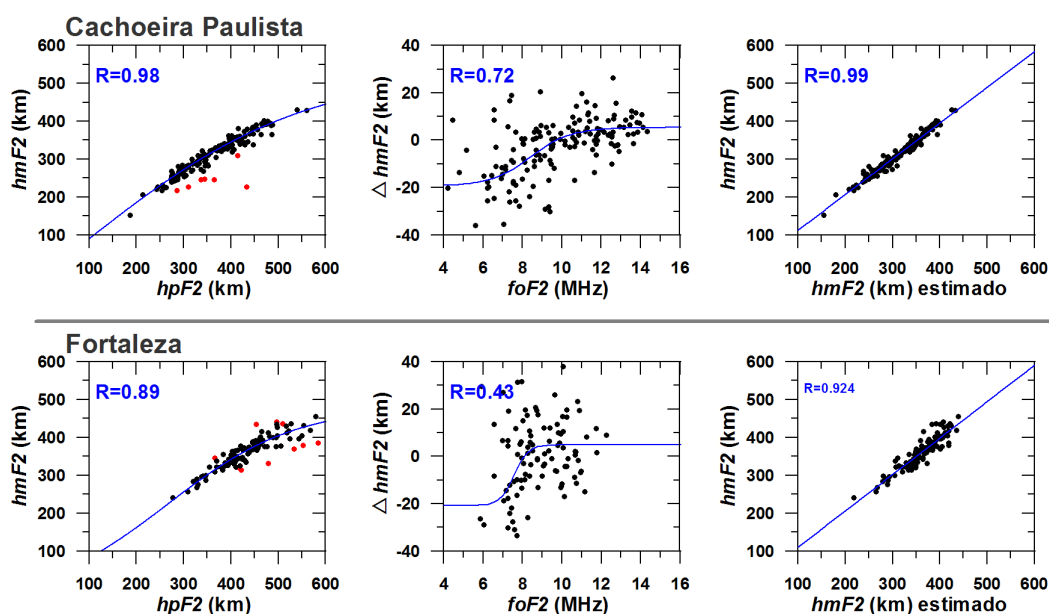 Cachoeira Paulista
600
500
400
300
200
100
hmF2 (km)
R=0.98
100 200 300 400 500 600
hpF2 (km)
40
20
0
-20
-40
△ hmF2 (km)
R=0.72
4 6 8 10 12 14 16
foF2 (MHz)
600
500
400
300
200
100
hmF2 (km)
R=0.99
100 200 300 400 500 600
hmF2 (km) estimado
Fortaleza
600
500
400
300
200
100
hmF2 (km)
R=0.89
100 200 300 400 500 600
hpF2 (km)
40
20
0
-20
-40
△ hmF2 (km)
R=0.43
4 6 8 10 12 14 16
foF2 (MHz)
600
500
400
300
200
100
hmF2 (km)
R=0.924
100 200 300 400 500 600
hmF2 (km) estimado